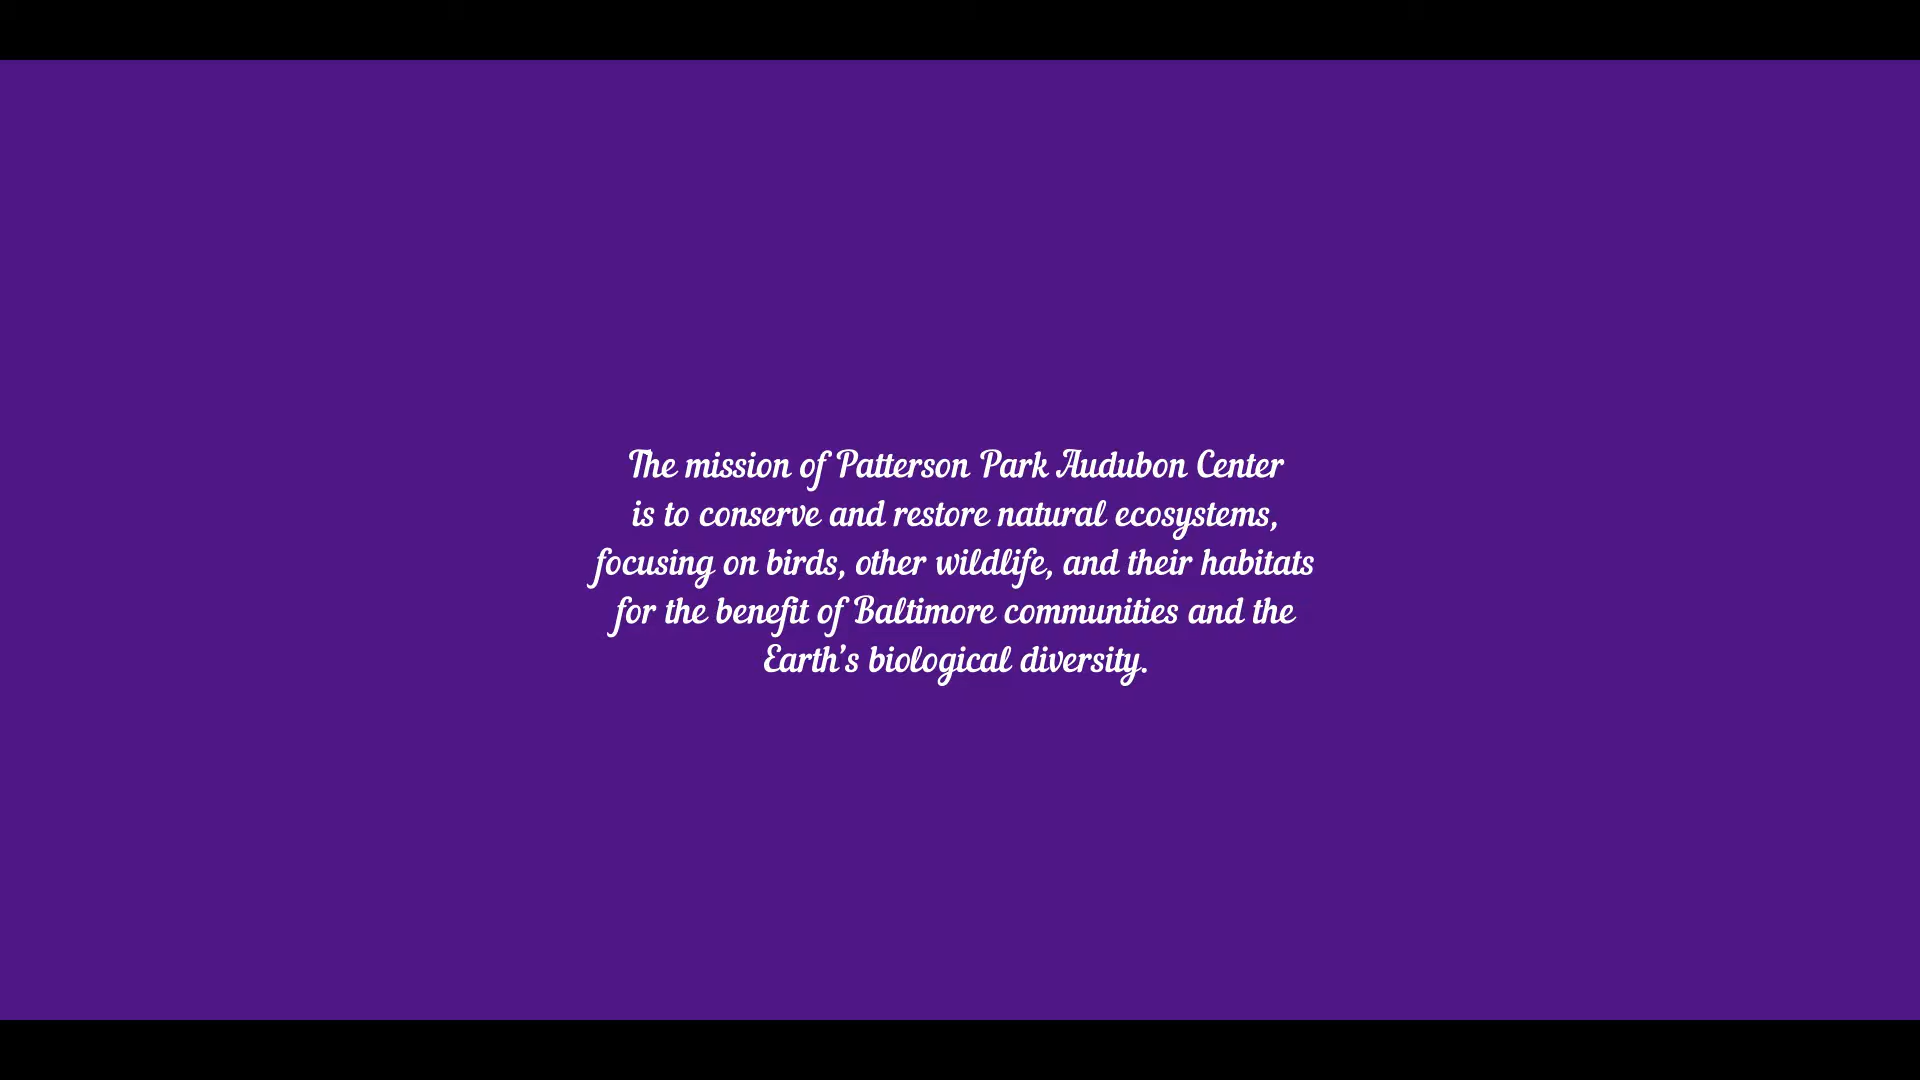 The mission of Patterson Park Audubon Center
is to conserve and restore natural ecosystems,
focusing on birds, other wildlife, and their habitats
for the benefit of Baltimore communities and the
Earth’s biological diversity.